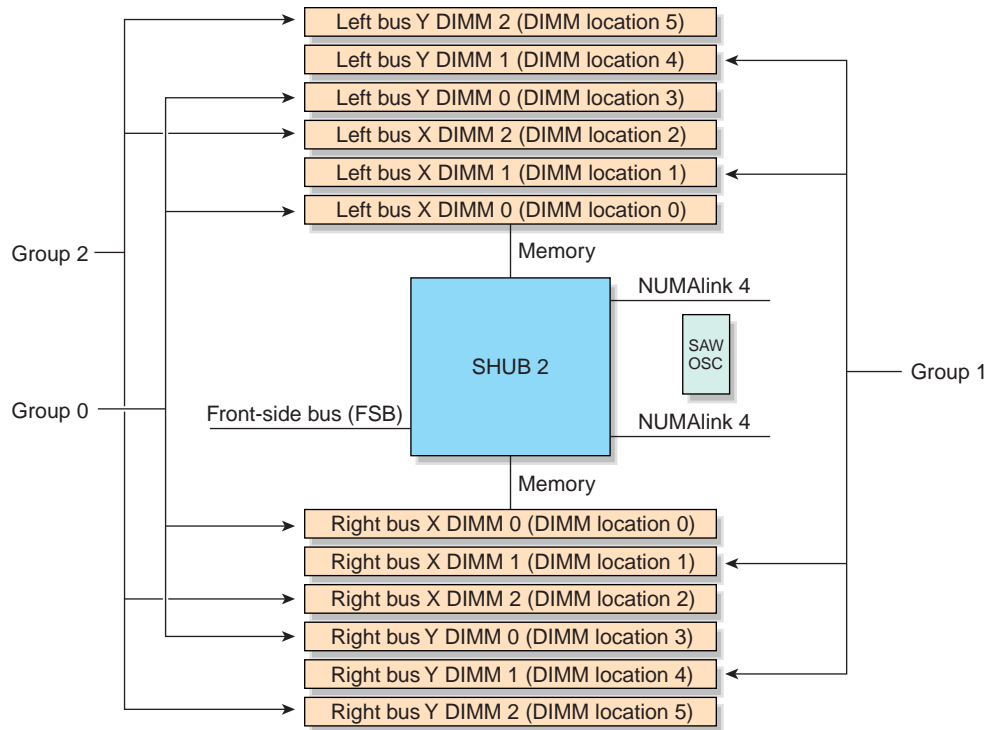 Left bus Y DIMM 2 (DIMM location 5)
Left bus Y DIMM 1 (DIMM location 4)
Left bus Y DIMM 0 (DIMM location 3)
Left bus X DIMM 2 (DIMM location 2)
Left bus X DIMM 1 (DIMM location 1)
Left bus X DIMM 0 (DIMM location 0)
Group 2
Memory
NUMAlink 4
SHUB 2
SAW
OSC
Group 1
Group 0
Front-side bus (FSB)
NUMAlink 4
Memory
Right bus X DIMM 0 (DIMM location 0)
Right bus X DIMM 1 (DIMM location 1)
Right bus X DIMM 2 (DIMM location 2)
Right bus Y DIMM 0 (DIMM location 3)
Right bus Y DIMM 1 (DIMM location 4)
Right bus Y DIMM 2 (DIMM location 5)